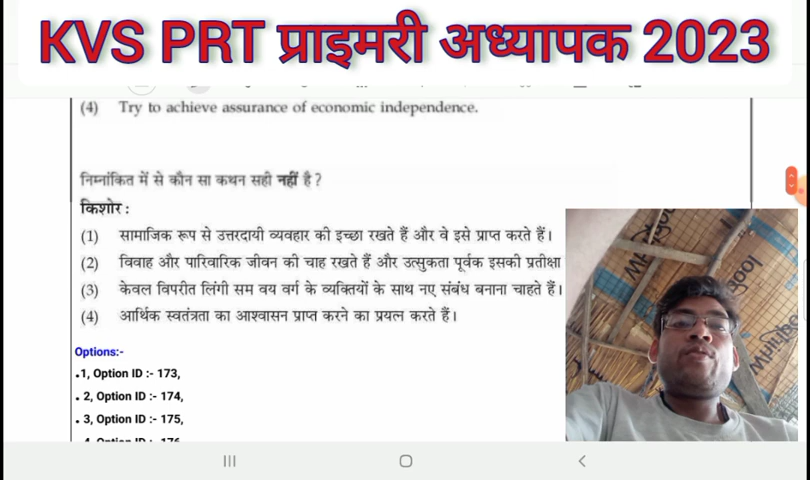 KVS PRT प्राइमरी अध्यापक 2023
(4) Try to achieve assurance of economic independence.
निम्नांकित में से कौन सा कथन सही नहीं है ?
किशोर :
(1) सामाजिक रूप से उत्तरदायी व्यवहार की इच्छा रखते हैं और वे इसे प्राप्त करते हैं।
(2) विवाह और पारिवारिक जीवन की चाह रखते हैं और उत्सुकता पूर्वक इसकी प्रतीक्षा
(3) केवल विपरीत लिंगी सम वय वर्ग के व्यक्तियों के साथ नए संबंध बनाना चाहते हैं।
(4) आर्थिक स्वतंत्रता का आश्वासन प्राप्त करने का प्रयत्न करते हैं।
Options:-
.1, Option ID :- 173,
. 2, Option ID :- 174,
. 3, Option ID :- 175,